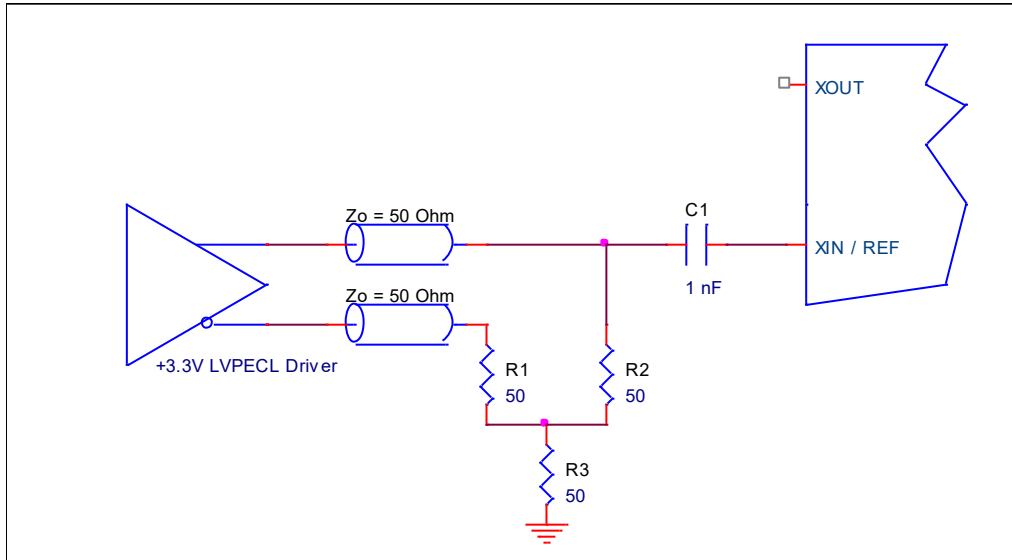 XOUT
Zo = 50 Ohm
C1
XIN / REF
1 nF
Zo = 50 Ohm
+3.3V LVPECL Driver
R1
50
R2
50
R3
50